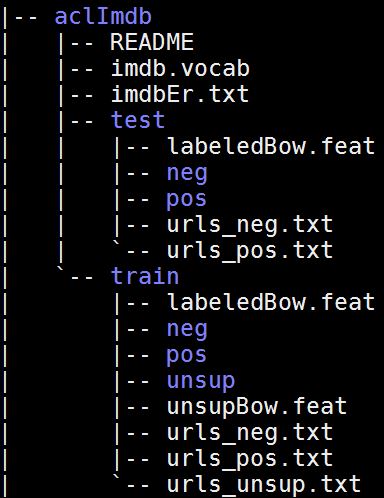 |-- aclImdb
|   |-- README
|   |-- imdb.vocab
|   |-- imdbEr.txt
|   |-- test
|   |   |-- labeledBow.feat
|   |   |-- neg
|   |   |-- pos
|   |   |-- urls_neg.txt
|   |   `-- urls_pos.txt
|   `-- train
|       |-- labeledBow.feat
|       |-- neg
|       |-- pos
|       |-- unsup
|       |-- unsupBow.feat
|       |-- urls_neg.txt
|       |-- urls_pos.txt
|       `-- urls_unsup.txt